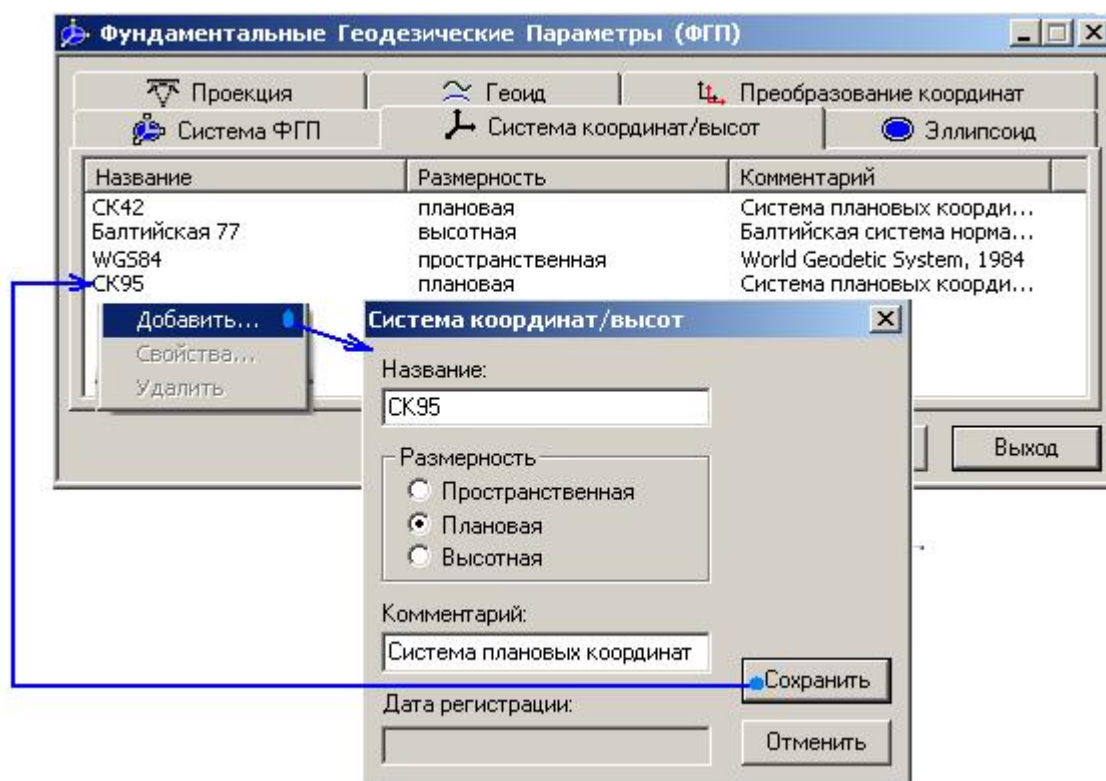 Фундаментальные Геодезические Параметры (ФГП)
Проекция Геоид Преобразование координат
Система ФГП Система координат/высот Эллипсоид
Название Размерность Комментарий
СК42 плановая Система плановых коорди...
Балтийская 77 высотная Балтийская система норма...
WGS84 пространственная World Geodetic System, 1984
СК95 плановая Система плановых коорди...
Добавить...
Свойства...
Удалить
Система координат/высот
Название:
СК95
Размерность
Пространственная
Плановая
Высотная
Комментарий:
Система плановых координат
Дата регистрации:
Сохранить
Отменить
Выход